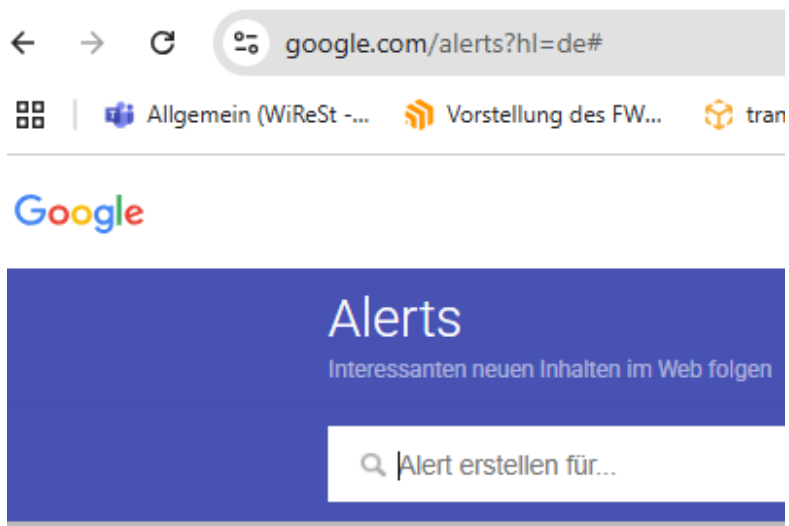 google.com/alerts?hl=de#
Allgemein (WiReSt -... Vorstellung des FW... tran
Google
Alerts
Interessanten neuen Inhalten im Web folgen
Alert erstellen für...